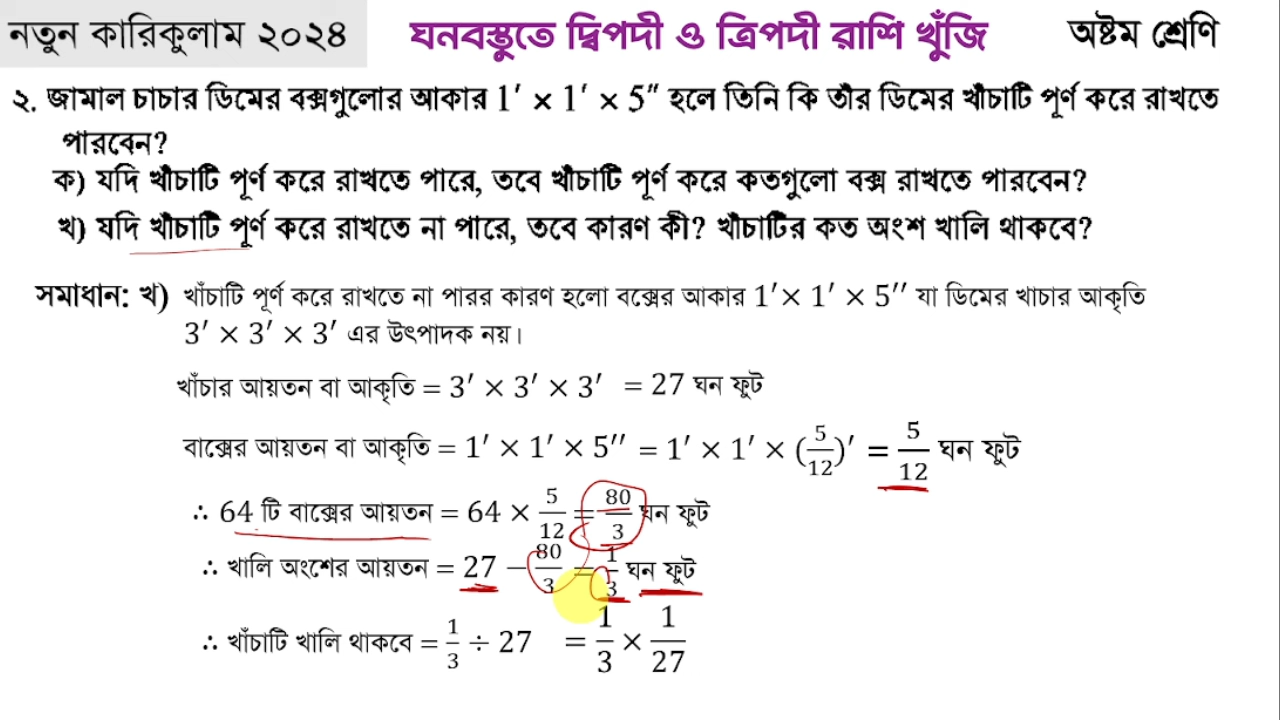 নতুন কারিকুলাম ২০২৪
ঘনবস্তুতে দ্বিপদী ও ত্রিপদী রাশি খুঁজি
অষ্টম শ্রেণি
২. জামাল চাচার ডিমের বক্সগুলোর আকার 1′ × 1′ × 5″ হলে তিনি কি তাঁর ডিমের খাঁচাটি পূর্ণ করে রাখতে
পারবেন?
ক) যদি খাঁচাটি পূর্ণ করে রাখতে পারে, তবে খাঁচাটি পূর্ণ করে কতগুলো বক্স রাখতে পারবেন?
খ) যদি খাঁচাটি পূর্ণ করে রাখতে না পারে, তবে কারণ কী? খাঁচাটির কত অংশ খালি থাকবে?
সমাধান: খ) খাঁচাটি পূর্ণ করে রাখতে না পারর কারণ হলো বক্সের আকার 1′× 1′ × 5′′ যা ডিমের খাচার আকৃতি
3′ × 3′ × 3′ এর উৎপাদক নয়।
খাঁচার আয়তন বা আকৃতি = 3′ × 3′ × 3′ = 27 ঘন ফুট
বাক্সের আয়তন বা আকৃতি = 1′ × 1′ × 5′′ = 1′ × 1′ × (5/12)′ = 5/12 ঘন ফুট
∴ 64 টি বাক্সের আয়তন = 64 × 5/12 = 80/3 ঘন ফুট
∴ খালি অংশের আয়তন = 27 − 80/3 = 1/3 ঘন ফুট
∴ খাঁচাটি খালি থাকবে = 1/3 ÷ 27 = 1/3 × 1/27